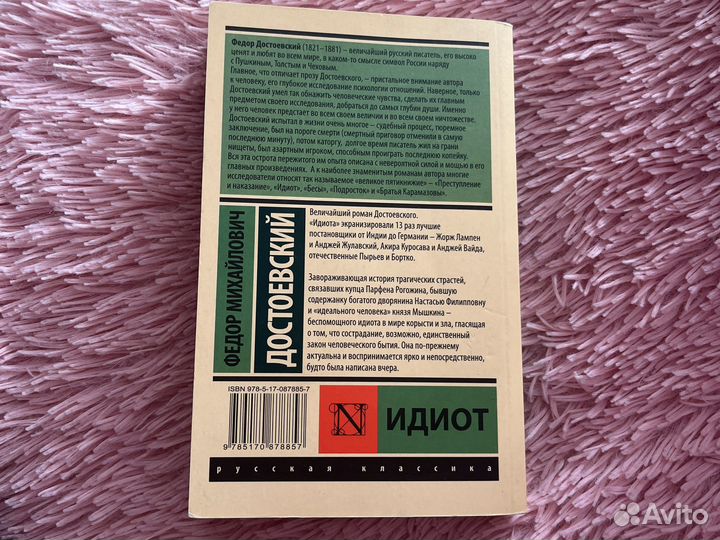 Федор Достоевский (1821–1881) – величайший русский писатель, его высоко
ценят и любят во всем мире, в каком-то смысле символ России наряду
с Пушкиным, Толстым и Чеховым.
Главное, что отличает прозу Достоевского, – пристальное внимание автора
к человеку, его глубокое исследование психологии отношений. Наверное, только
Достоевский умел так обнажить человеческие чувства, сделать их главным
предметом своего исследования, добраться до самых глубин души. Именно
у него человек предстает во всем своем величии и во всем своем ничтожестве.
Достоевский испытал в жизни очень многое – судебный процесс, тюремное
заключение, был на пороге смерти (смертный приговор отменили в самую
последнюю минуту), потом каторгу, долгое время писатель жил на грани
нищеты, был азартным игроком, способным проиграть последнюю копейку.
Вся эта острота пережитого им опыта описана с невероятной силой и мощью в его
главных произведениях. А к наиболее знаменитым романам автора многие
исследователи относят так называемое «великое пятикнижие» – «Преступление
и наказание», «Идиот», «Бесы», «Подросток» и «Братья Карамазовы».
ФЕДОР МИХАЙЛОВИЧ
ДОСТОЕВСКИЙ
Величайший роман Достоевского.
«Идиота» экранизировали 13 раз лучшие
постановщики от Индии до Германии – Жорж Лампен
и Анджей Жулавский, Акира Куросава и Анджей Вайда,
отечественные Пырьев и Бортко.
Завораживающая история трагических страстей,
связавших купца Парфена Рогожина, бывшую
содержанку богатого дворянина Настасью Филипповну
и «идеального человека» князя Мышкина –
беспомощного идиота в мире корысти и зла, гласящая
о том, что сострадание, возможно, единственный
закон человеческого бытия. Она по-прежнему
актуальна и воспринимается ярко и непосредственно,
будто была написана вчера.
ISBN 978-5-17-087885-7
9 785170 878857
N
ИДИОТ
русская классика
Avito